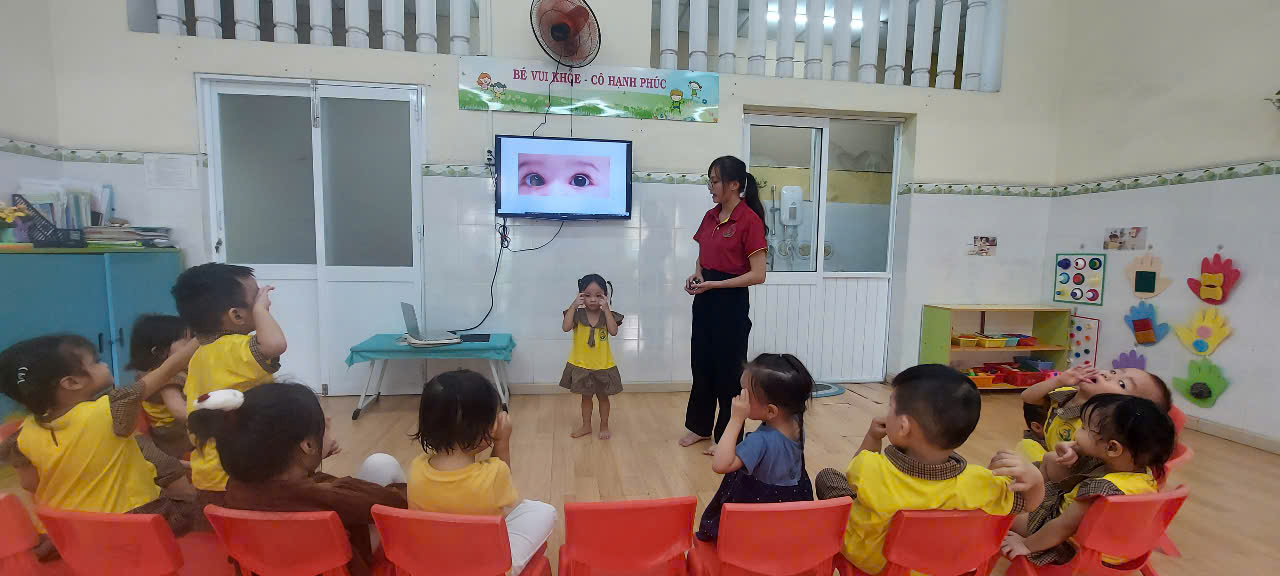 BÉ VUI KHỎE - CÔ HẠNH PHÚC